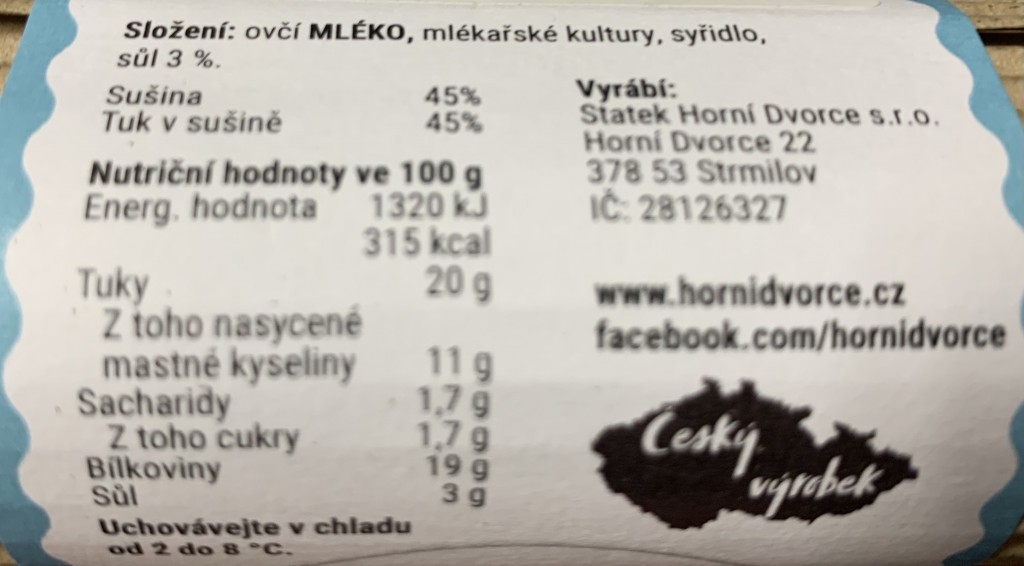 Složení: ovčí MLÉKO, mlékařské kultury, syřidlo,
sůl 3 %.
Sušina 45%
Tuk v sušině 45%
Nutriční hodnoty ve 100 g
Energ. hodnota 1320 kJ
315 kcal
Tuky 20 g
Z toho nasycené
mastné kyseliny 11 g
Sacharidy 1,7 g
Z toho cukry 1,7 g
Bílkoviny 19 g
Sůl 3 g
Uchovávejte v chladu
od 2 do 8 °C.
Vyrábí:
Statek Horní Dvorce s.r.o.
Horní Dvorce 22
378 53 Strmilov
IČ: 28126327
www.hornidvorce.cz
facebook.com/hornidvorce
Český
výrobek